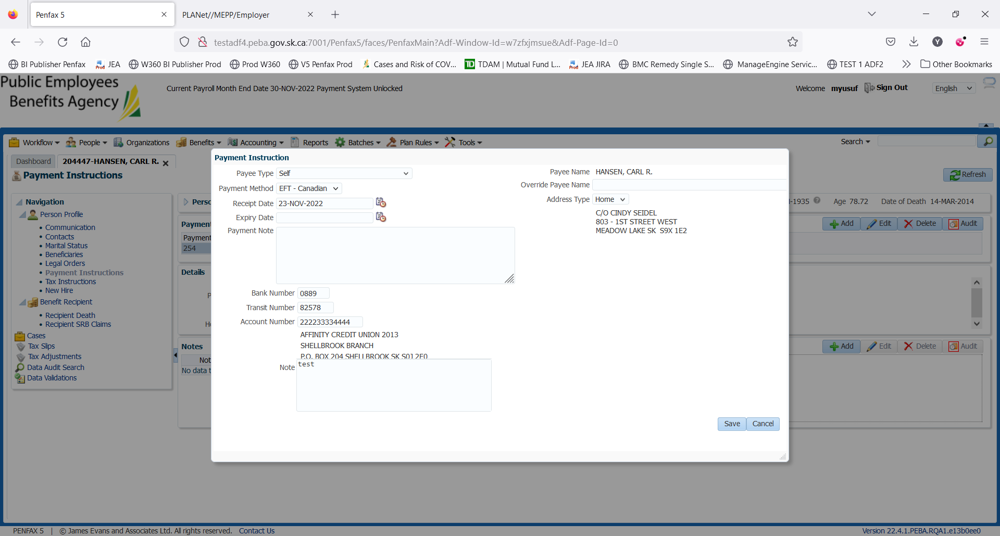 Penfax 5
PLANet//MEPP/Employer
testadf4.peba.gov.sk.ca:7001/Penfax5/faces/PenfaxMain?Adf-Window-Id=w7zfxjmsue&Adf-Page-Id=0
Y
BI Publisher Penfax
JEA
W360 BI Publisher Prod
Prod W360
V5 Penfax Prod
Cases and Risk of COV...
TD TDAM | Mutual Fund L...
JEA JIRA
BMC Remedy Single S...
ManageEngine Servic...
TEST 1 ADF2
Other Bookmarks
Public Employees
Benefits Agency
Current Payroll Month End Date 30-NOV-2022 Payment System Unlocked
Welcome myusuf Sign Out
English
Workflow People Organizations Benefits Accounting Reports Batches Plan Rules Tools
Search
Dashboard
204447-HANSEN, CARL R.
Payment Instructions
Refresh
Navigation
Person Profile
• Communication
• Contacts
• Marital Status
• Beneficiaries
• Legal Orders
• Payment Instructions
• Tax Instructions
• New Hire
Benefit Recipient
• Recipient Death
• Recipient SRB Claims
Cases
Tax Slips
Tax Adjustments
Data Audit Search
Data Validations
Perso
-1935 Age 78.72 Date of Death 14-MAR-2014
Payment
Add Edit Delete Audit
Payment
254
Details
P
Ho
Notes
Add Edit Delete Audit
Not
No data t
Payment Instruction
Payee Type Self
Payment Method EFT - Canadian
Receipt Date 23-NOV-2022
Expiry Date
Payment Note
Payee Name HANSEN, CARL R.
Override Payee Name
Address Type Home
C/O CINDY SEIDEL
803 - 1ST STREET WEST
MEADOW LAKE SK S9X 1E2
Bank Number 0889
Transit Number 82578
Account Number 222233334444
AFFINITY CREDIT UNION 2013
SHELLBROOK BRANCH
P.O. BOX 204 SHELLBROOK SK S0J 2E0
Note test
Save Cancel
PENFAX 5 | © James Evans and Associates Ltd. All rights reserved. Contact Us
Version 22.4.1.PEBA.RQA1.e13b0ee0